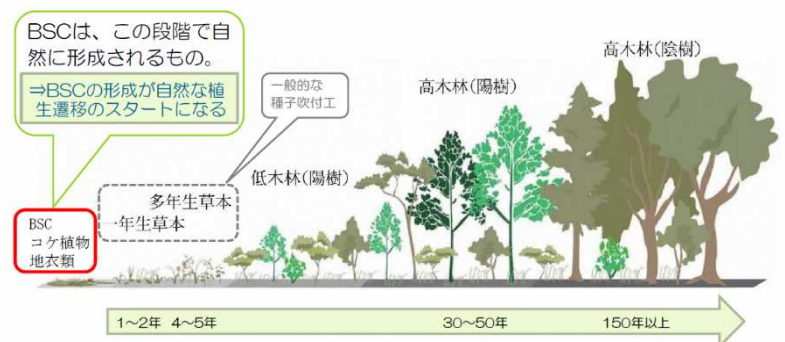 BSCは、この段階で自
然に形成されるもの。
⇒BSCの形成が自然な植
生遷移のスタートになる
一般的な
種子吹付工
高木林(陽樹)
高木林(陰樹)
低木林(陽樹)
多年生草本
一年生草本
BSC
コケ植物
地衣類
1～2年 4～5年 30～50年 150年以上